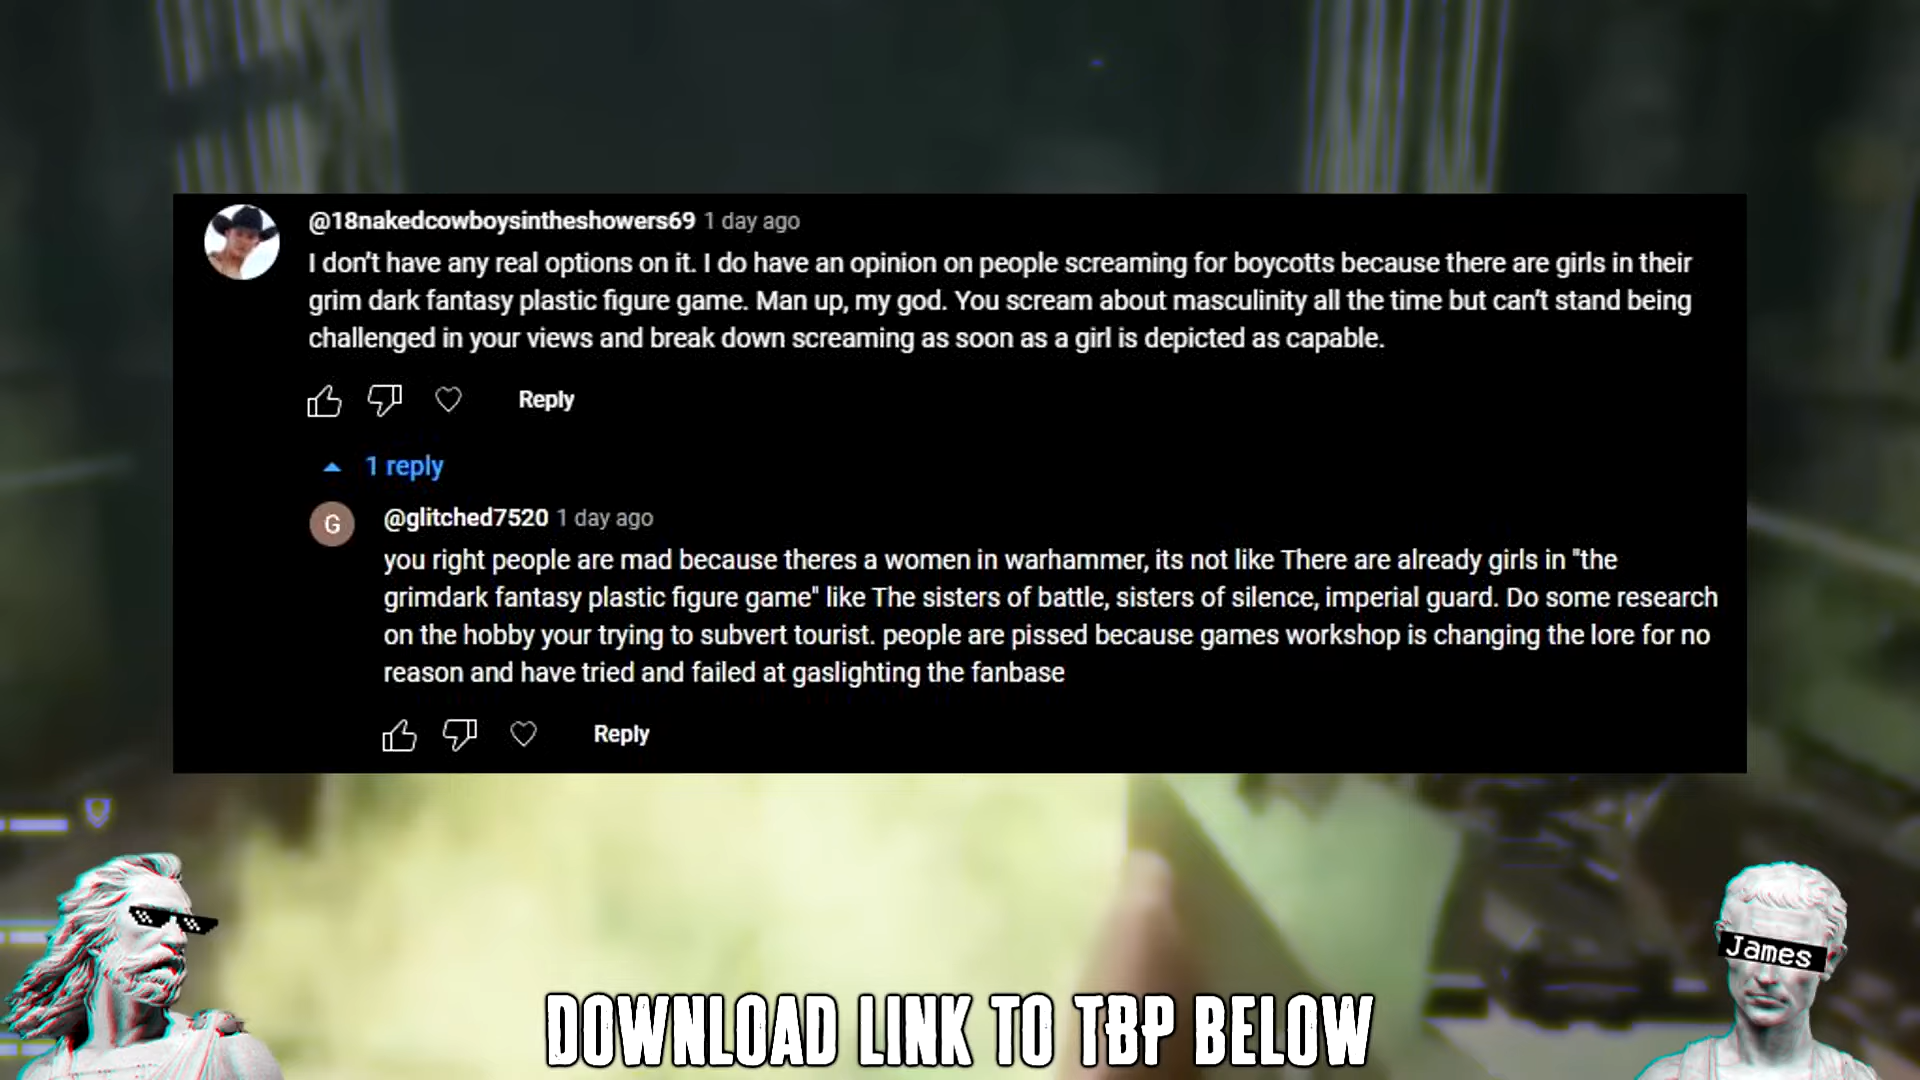 @18nakedcowboysintheshowers69 1 day ago
I don't have any real options on it. I do have an opinion on people screaming for boycotts because there are girls in their
grim dark fantasy plastic figure game. Man up, my god. You scream about masculinity all the time but can't stand being
challenged in your views and break down screaming as soon as a girl is depicted as capable.
Reply
1 reply
G
@glitched7520 1 day ago
you right people are mad because theres a women in warhammer, its not like There are already girls in "the
grimdark fantasy plastic figure game" like The sisters of battle, sisters of silence, imperial guard. Do some research
on the hobby your trying to subvert tourist. people are pissed because games workshop is changing the lore for no
reason and have tried and failed at gaslighting the fanbase
Reply
James
DOWNLOAD LINK TO TBP BELOW